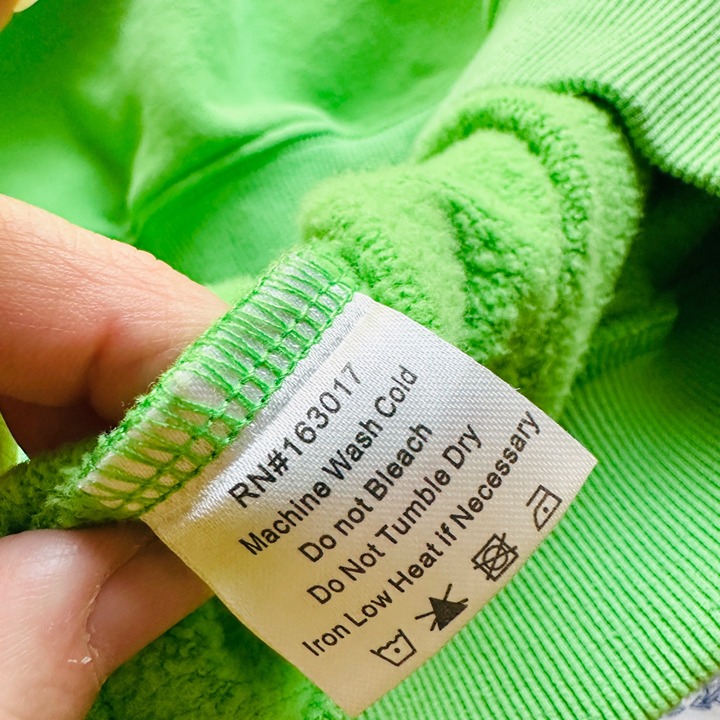 RN#163017
Machine Wash Cold
Do not Bleach
Do Not Tumble Dry
Iron Low Heat if Necessary